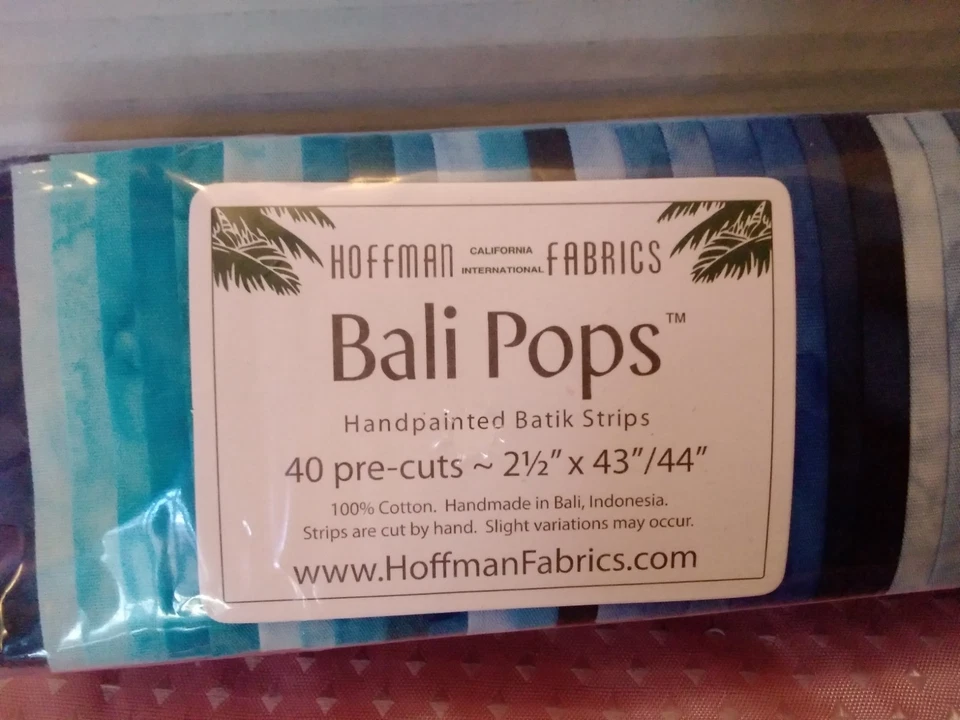 HOFFMAN CALIFORNIA INTERNATIONAL FABRICS
Bali Pops™
Handpainted Batik Strips
40 pre-cuts ~ 2½” x 43”/44”
100% Cotton. Handmade in Bali, Indonesia.
Strips are cut by hand. Slight variations may occur.
www.HoffmanFabrics.com